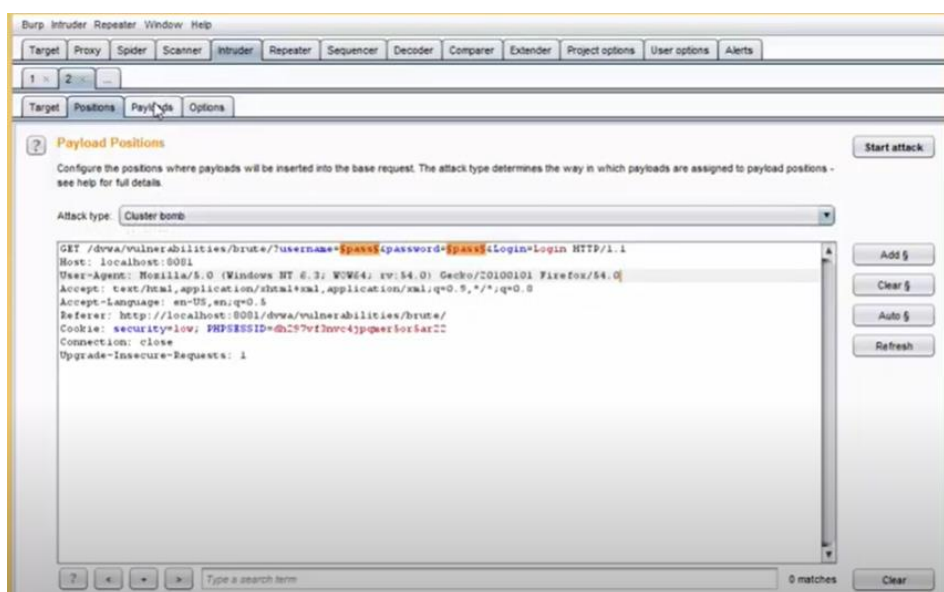 Burp Intruder Repeater Window Help
Target Proxy Spider Scanner Intruder Repeater Sequencer Decoder Comparer Extender Project options User options Alerts
1 × 2 × ...
Target Positions Payloads Options
? Payload Positions
Start attack
Configure the positions where payloads will be inserted into the base request. The attack type determines the way in which payloads are assigned to payload positions -
see help for full details.
Attack type: Cluster bomb
GET /dvwa/vulnerabilities/brute/?username=§pass§&password=§pass§&Login=Login HTTP/1.1
Host: localhost:8081
User-Agent: Mozilla/5.0 (Windows NT 6.3; WOW64; rv:54.0) Gecko/20100101 Firefox/54.0
Accept: text/html,application/xhtml+xml,application/xml;q=0.9,*/*;q=0.8
Accept-Language: en-US,en;q=0.5
Referer: http://localhost:8081/dvwa/vulnerabilities/brute/
Cookie: security=low;
Connection: close
Upgrade-Insecure-Requests: 1
Add §
Clear §
Auto §
Refresh
? < + > Type a search term
0 matches
Clear